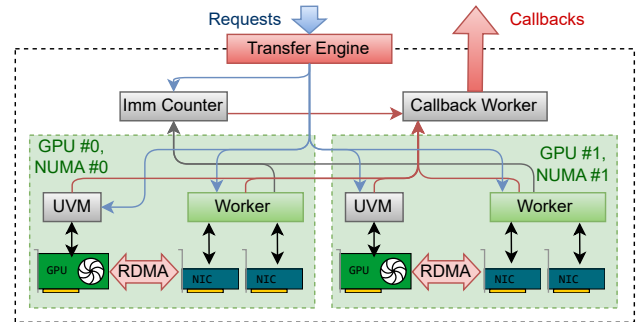 Requests
Callbacks
Transfer Engine
Imm Counter
Callback Worker
GPU #0,
NUMA #0
GPU #1,
NUMA #1
UVM
Worker
UVM
Worker
GPU
RDMA
NIC
NIC
GPU
RDMA
NIC
NIC